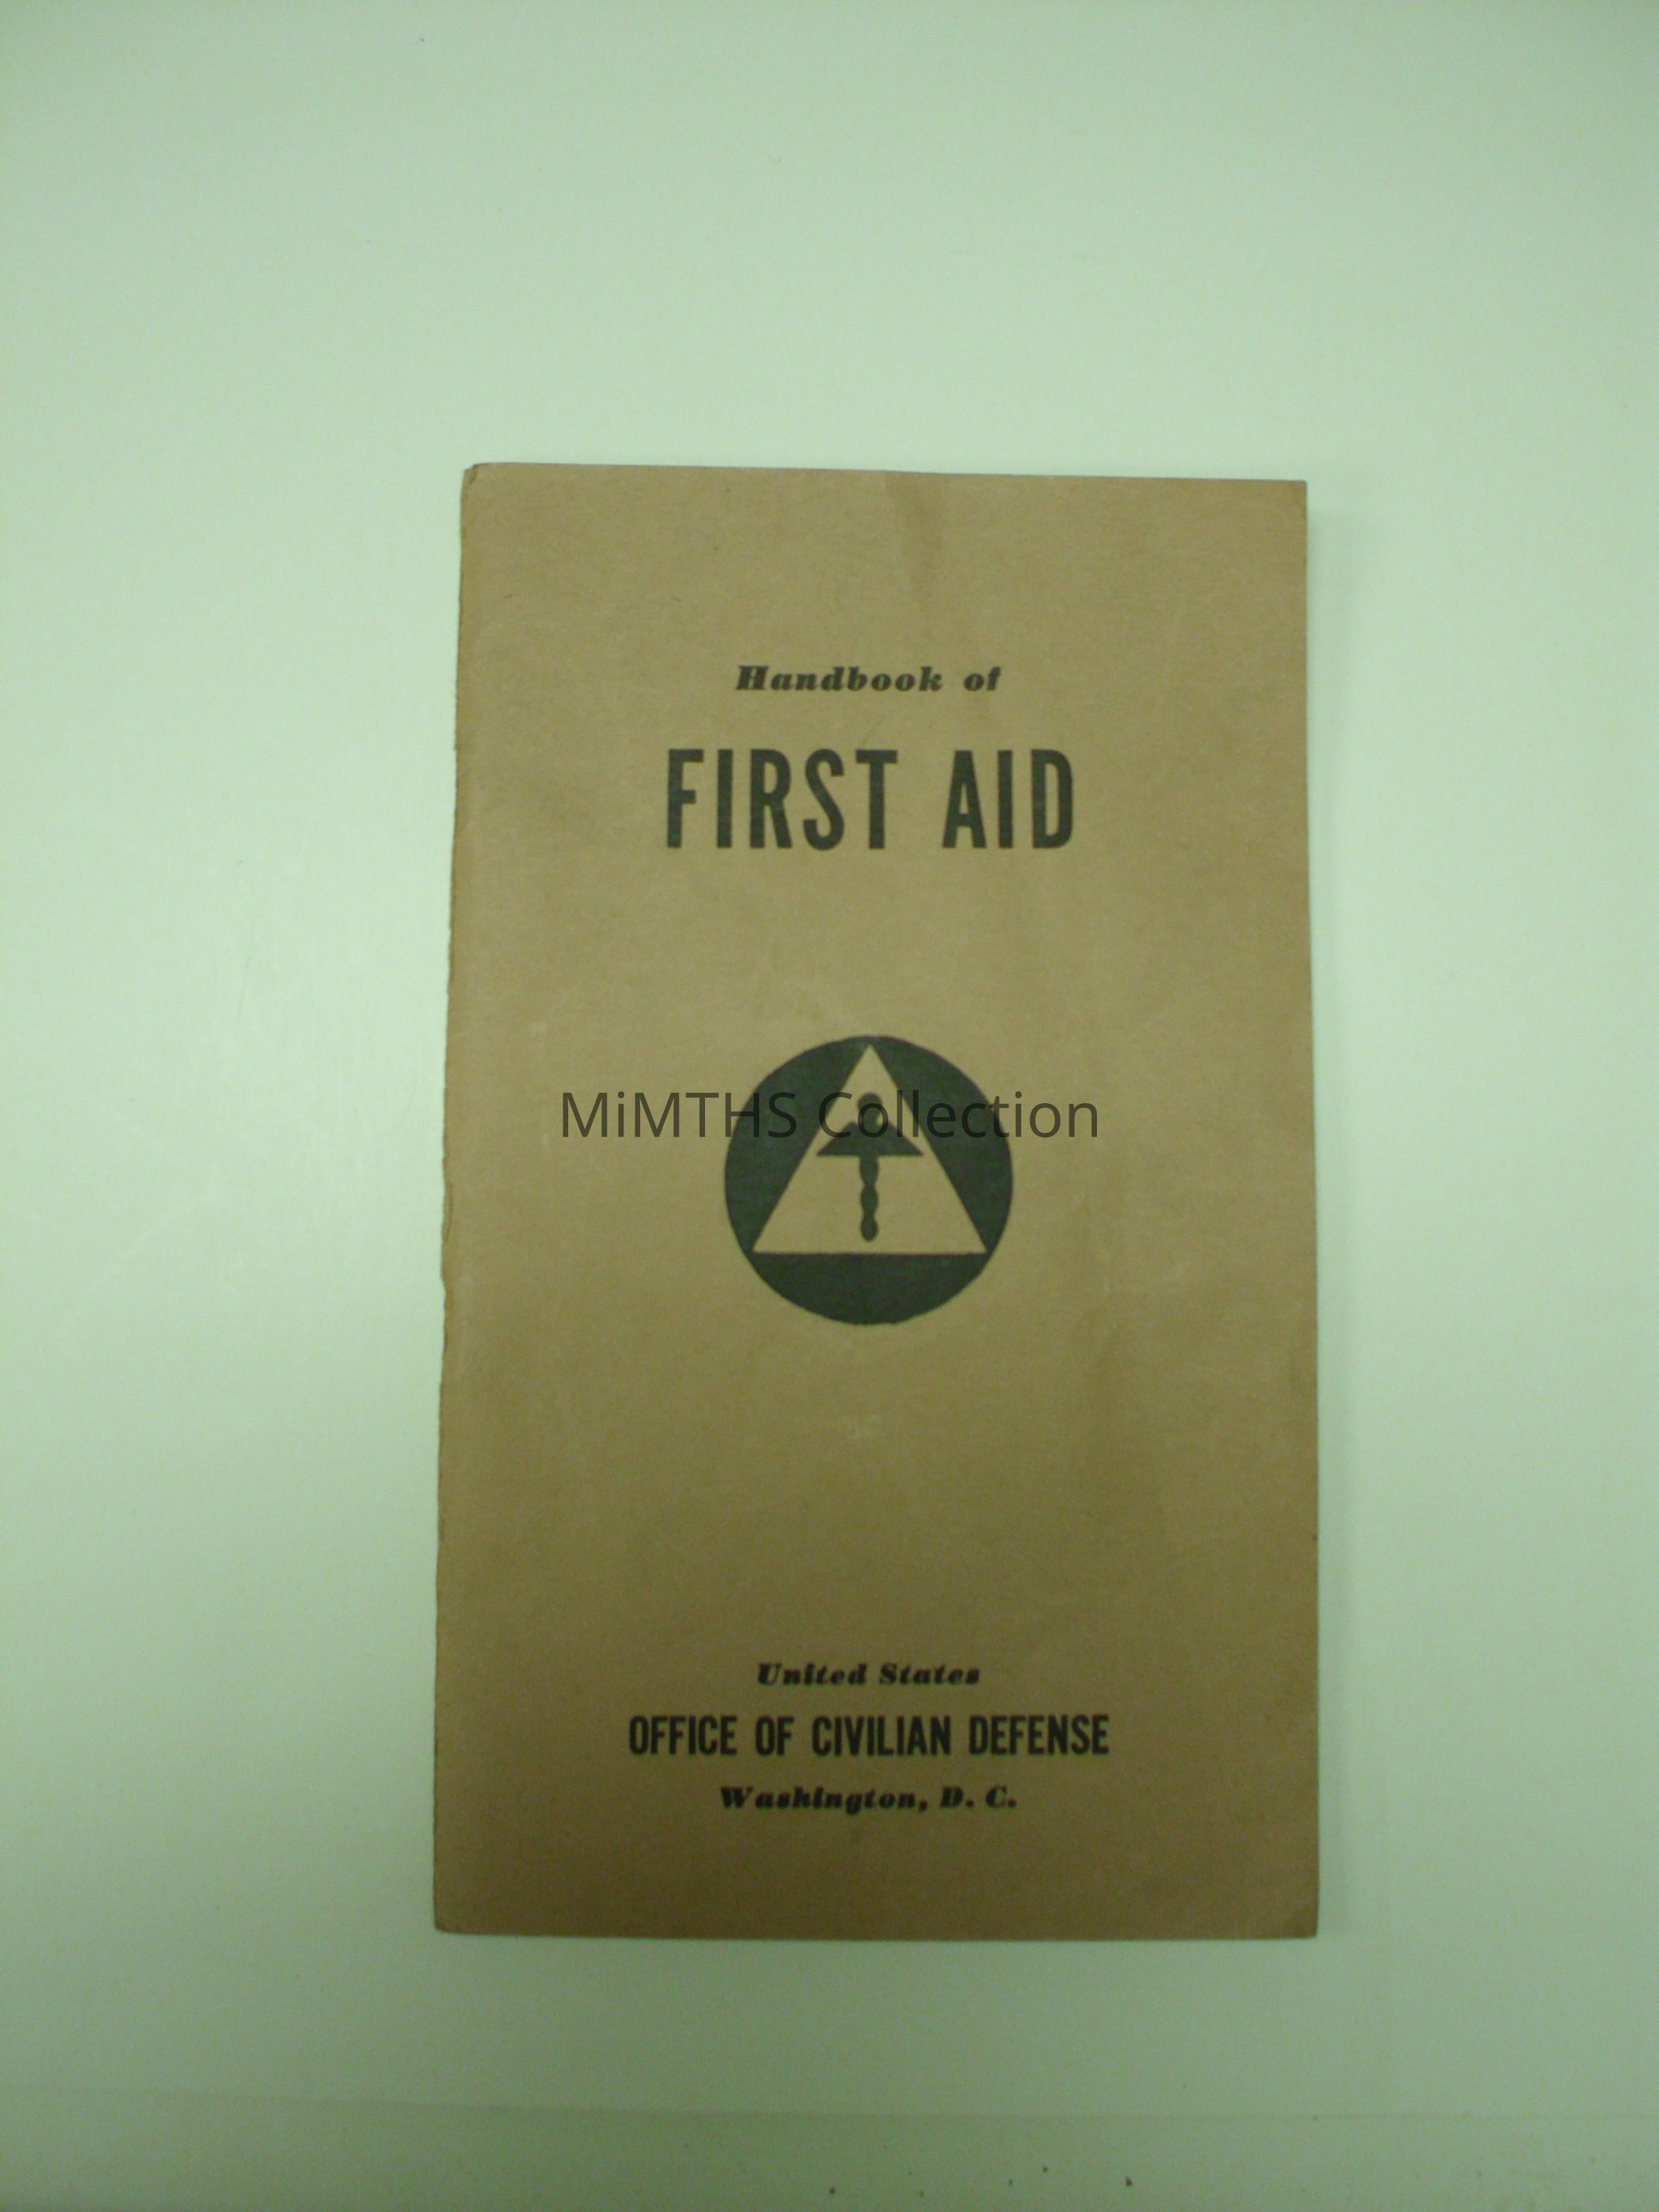 Handbook of
FIRST AID
MiMTHS Collection
United States
OFFICE OF CIVILIAN DEFENSE
Washington, D. C.